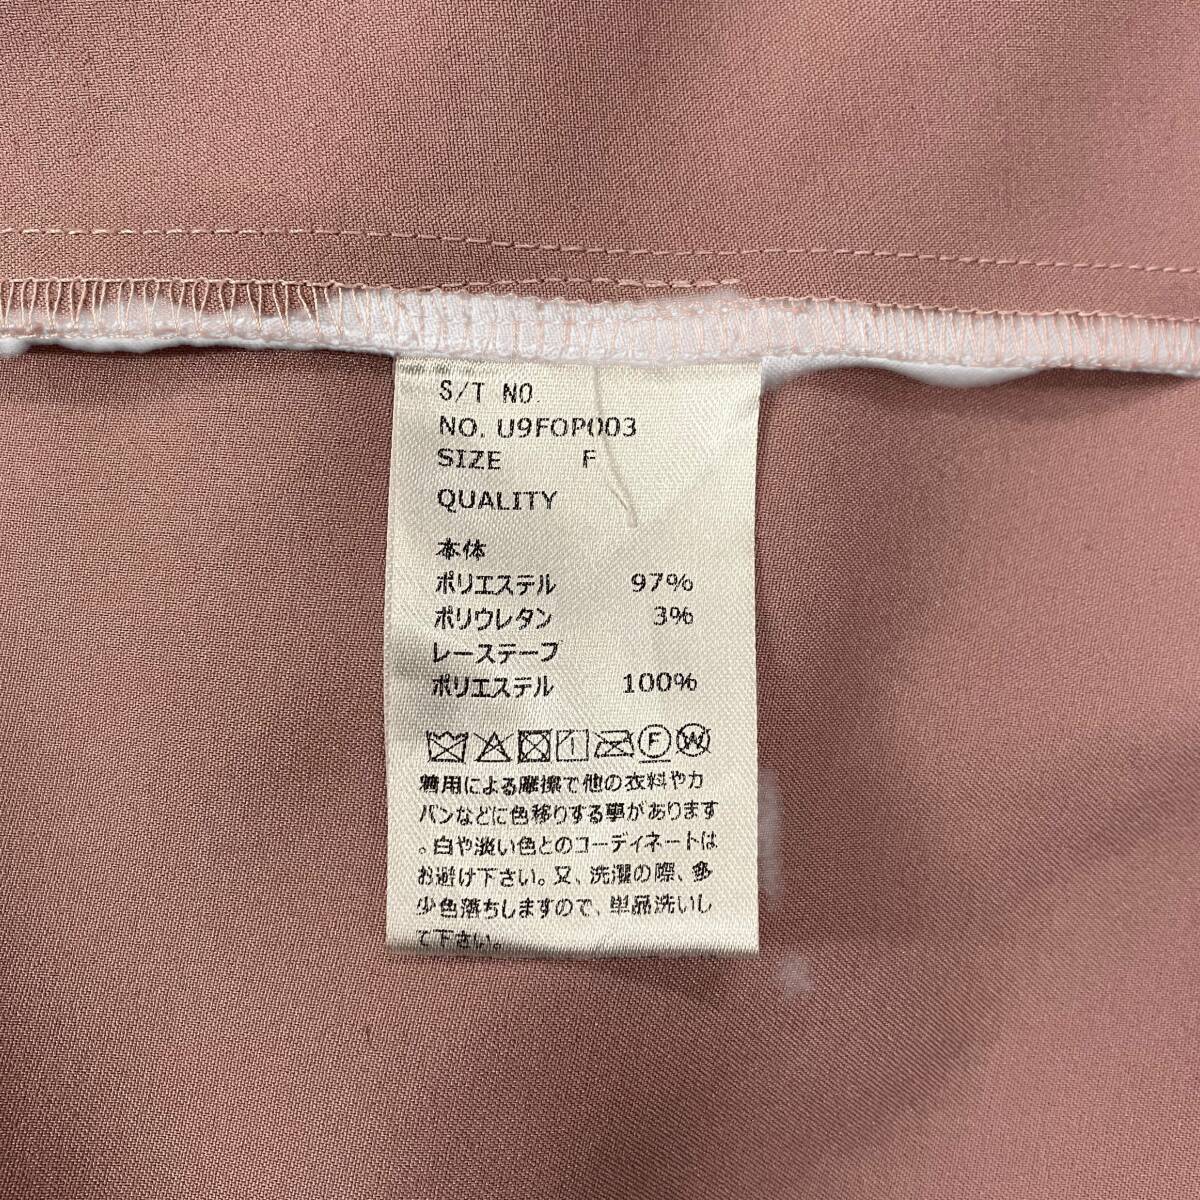 S/T NO.
NO. U9FOP003
SIZE F
QUALITY
本体
ポリエステル 97%
ポリウレタン 3%
レーステープ
ポリエステル 100%
F W
着用による摩擦で他の衣料やカ
バンなどに色移りする事があります
。白や淡い色とのコーディネートは
お避け下さい。又、洗濯の際、多
少色落ちしますので、単品洗いし
て下さい。